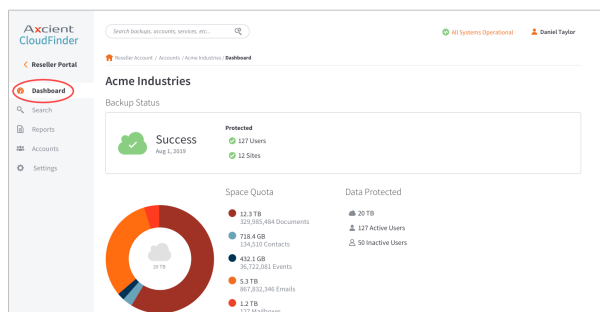 Axcient
CloudFinder
Search backups, accounts, services, etc...
All Systems Operational
Daniel Taylor
Reseller Portal
Reseller Account / Accounts / Acme Industries / Dashboard
Dashboard
Search
Reports
Accounts
Settings
Acme Industries
Backup Status
Success
Aug 1, 2019
Protected
127 Users
12 Sites
Space Quota
12.3 TB
329,985,484 Documents
718.4 GB
134,510 Contacts
432.1 GB
36,722,081 Events
5.3 TB
867,832,346 Emails
1.2 TB
127 Mailboxes
20 TB
Data Protected
20 TB
127 Active Users
50 Inactive Users